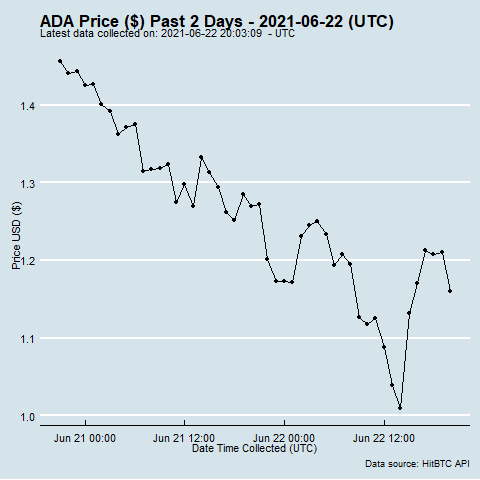 ADA Price ($) Past 2 Days - 2021-06-22 (UTC)
Latest data collected on: 2021-06-22 20:03:09  - UTC
1.4
1.3
1.2
1.1
1.0
Price USD ($)
Jun 21 00:00
Jun 21 12:00
Jun 22 00:00
Jun 22 12:00
Date Time Collected (UTC)
Data source: HitBTC API